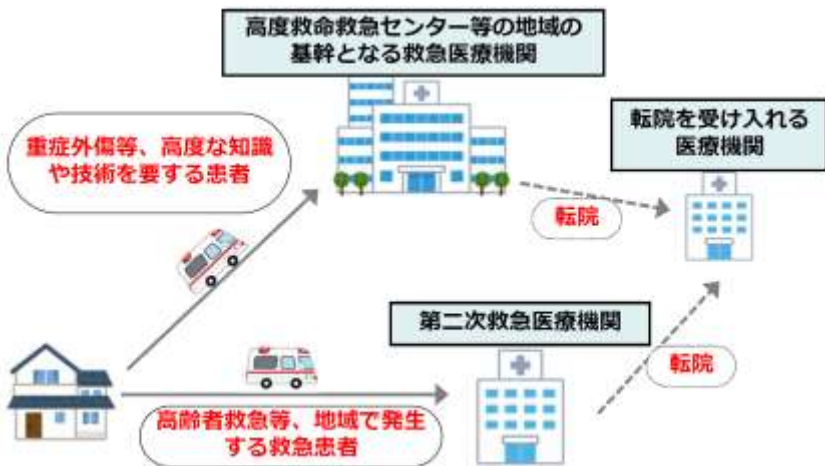 高度救命救急センター等の地域の
基幹となる救急医療機関
転院を受け入れる
医療機関
重症外傷等、高度な知識
や技術を要する患者
転院
第二次救急医療機関
転院
高齢者救急等、地域で発生
する救急患者